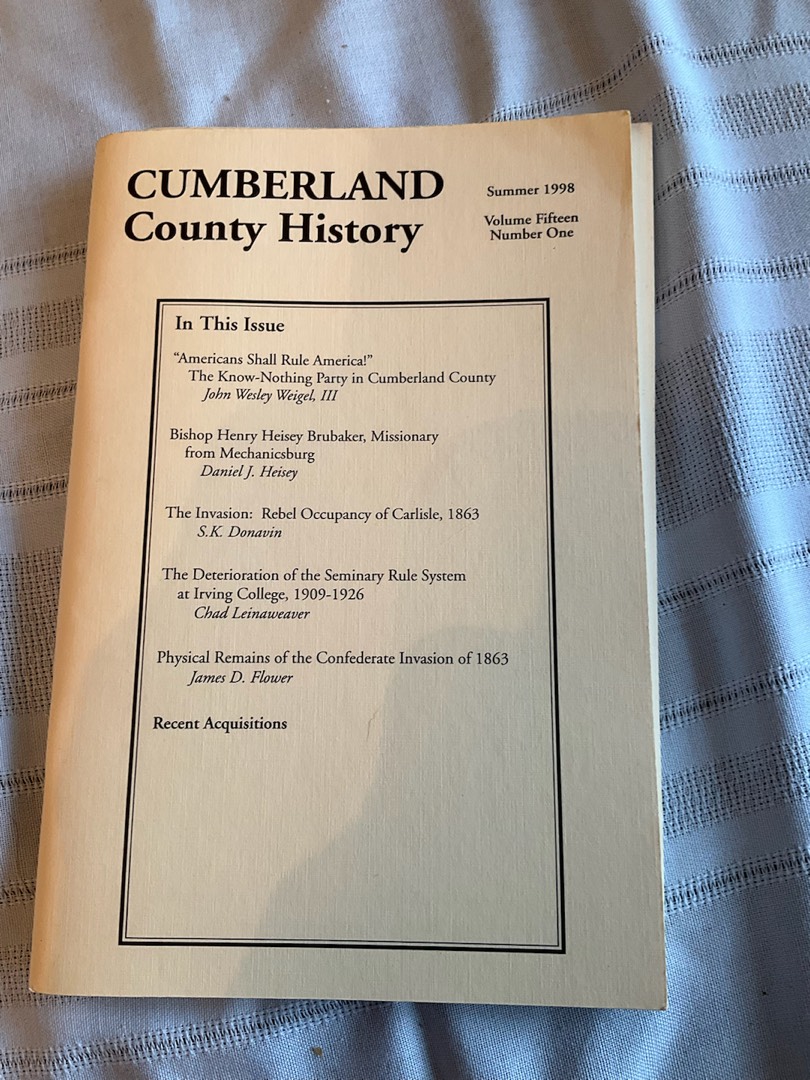 CUMBERLAND
County History
Summer 1998
Volume Fifteen
Number One
In This Issue
“Americans Shall Rule America!”
The Know-Nothing Party in Cumberland County
John Wesley Weigel, III
Bishop Henry Heisey Brubaker, Missionary
from Mechanicsburg
Daniel J. Heisey
The Invasion: Rebel Occupancy of Carlisle, 1863
S.K. Donavin
The Deterioration of the Seminary Rule System
at Irving College, 1909-1926
Chad Leinaweaver
Physical Remains of the Confederate Invasion of 1863
James D. Flower
Recent Acquisitions